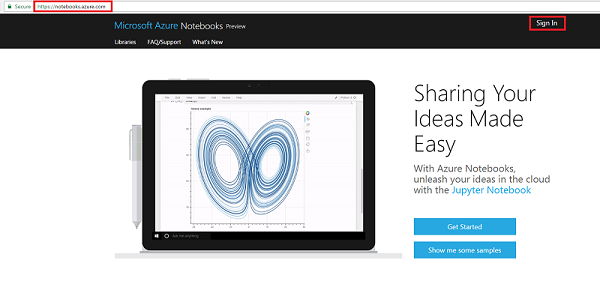 Secure https://notebooks.azure.com
Microsoft Azure Notebooks Preview
Sign In
Libraries FAQ/Support What's New
Sharing Your
Ideas Made
Easy
With Azure Notebooks,
unleash your ideas in the cloud
with the Jupyter Notebook
Get Started
Show me some samples